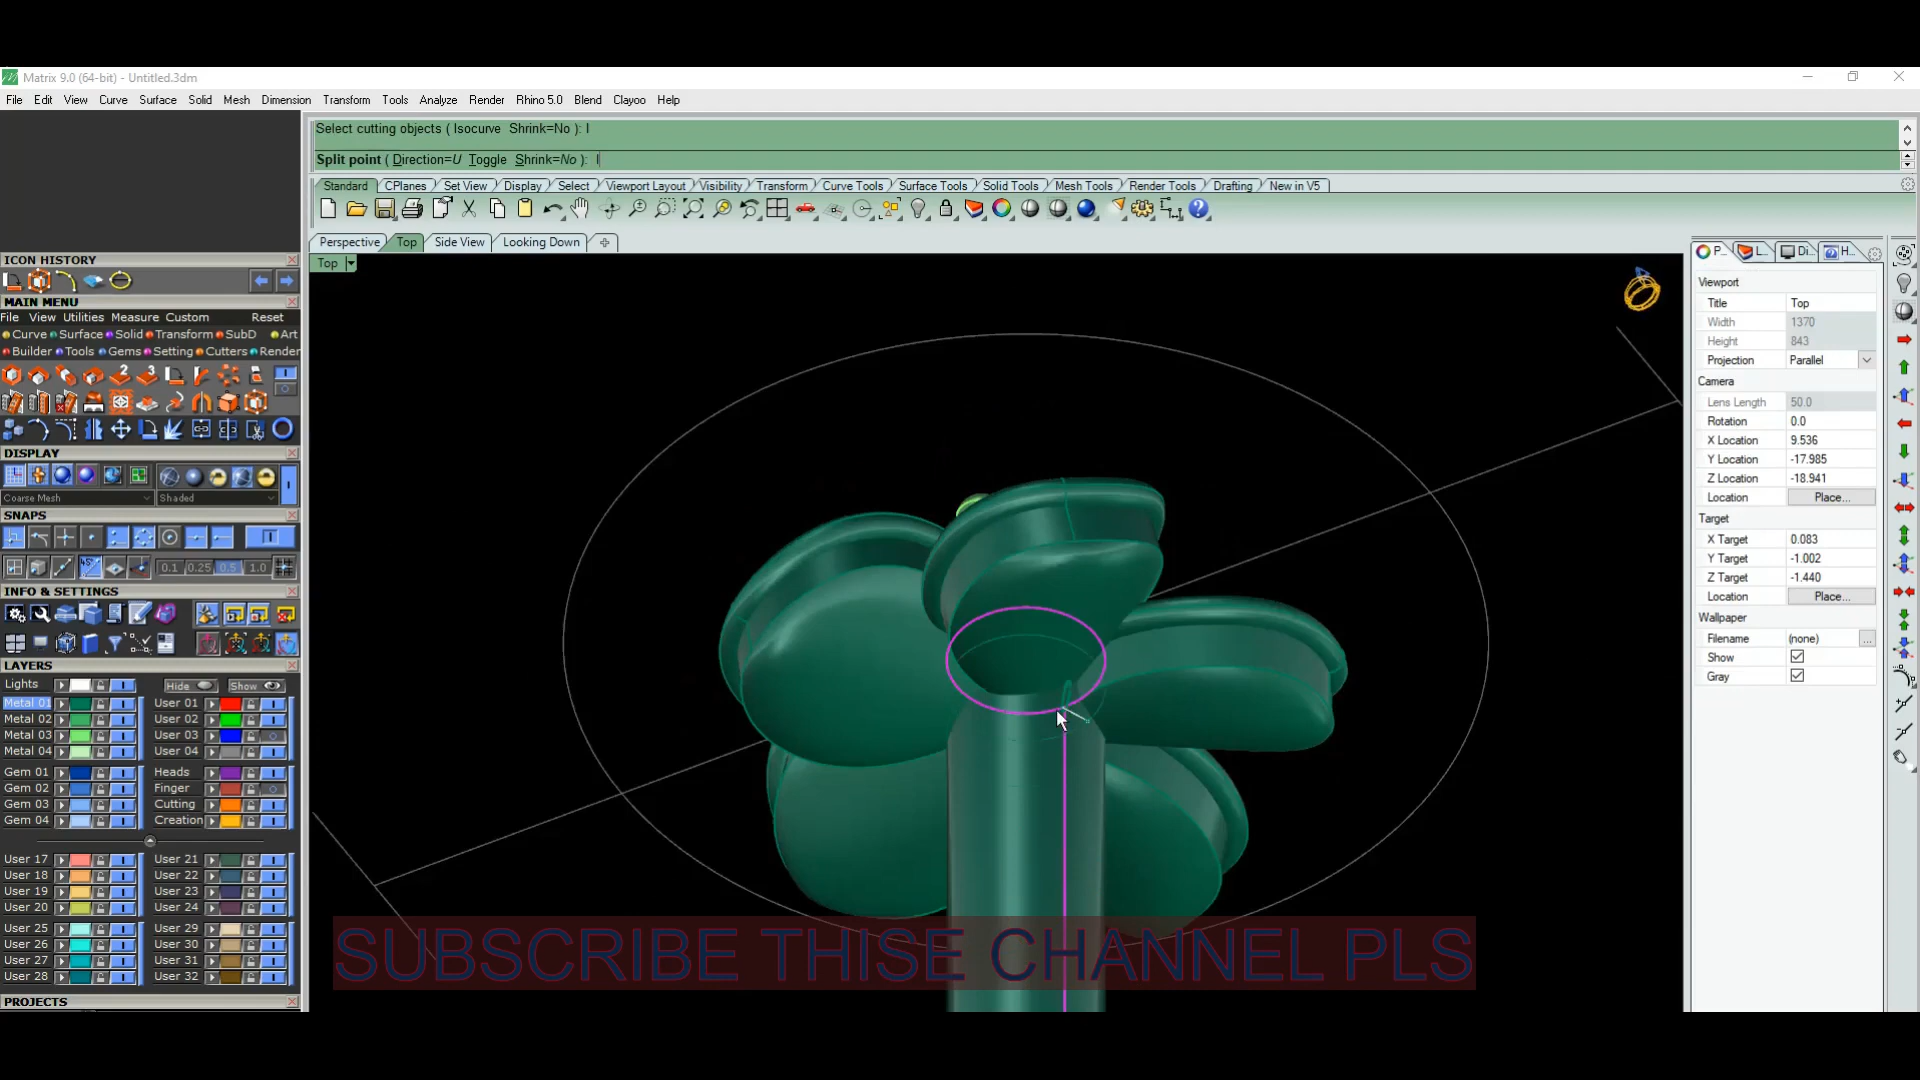 Matrix 9.0 (64-bit) - Untitled.3dm
File Edit View Curve Surface Solid Mesh Dimension Transform Tools Analyze Render Rhino 5.0 Blend Clayoo Help
Select cutting objects ( Isocurve Shrink=No ): I
Split point ( Direction=U Toggle Shrink=No ): I
Standard CPlanes Set View Display Select Viewport Layout Visibility Transform Curve Tools Surface Tools Solid Tools Mesh Tools Render Tools Drafting New in V5
Perspective Top Side View Looking Down
Top
ICON HISTORY
MAIN MENU
File View Utilities Measure Custom Reset
Curve Surface Solid Transform SubD Art
Builder Tools Gems Setting Cutters Render
DISPLAY
Coarse Mesh Shaded
SNAPS
0.1 0.25 0.5 1.0
INFO & SETTINGS
LAYERS
Lights Hide Show
Metal 01 User 01
Metal 02 User 02
Metal 03 User 03
Metal 04 User 04
Gem 01 Heads
Gem 02 Finger
Gem 03 Cutting
Gem 04 Creation
User 17 User 21
User 18 User 22
User 19 User 23
User 20 User 24
User 25 User 29
User 26 User 30
User 27 User 31
User 28 User 32
PROJECTS
P... L... Di... H...
Viewport
Title Top
Width 1370
Height 843
Projection Parallel
Camera
Lens Length 50.0
Rotation 0.0
X Location 9.536
Y Location -17.985
Z Location -18.941
Location Place...
Target
X Target 0.083
Y Target -1.002
Z Target -1.440
Location Place...
Wallpaper
Filename (none) ...
Show
Gray
SUBSCRIBE THISE CHANNEL PLS